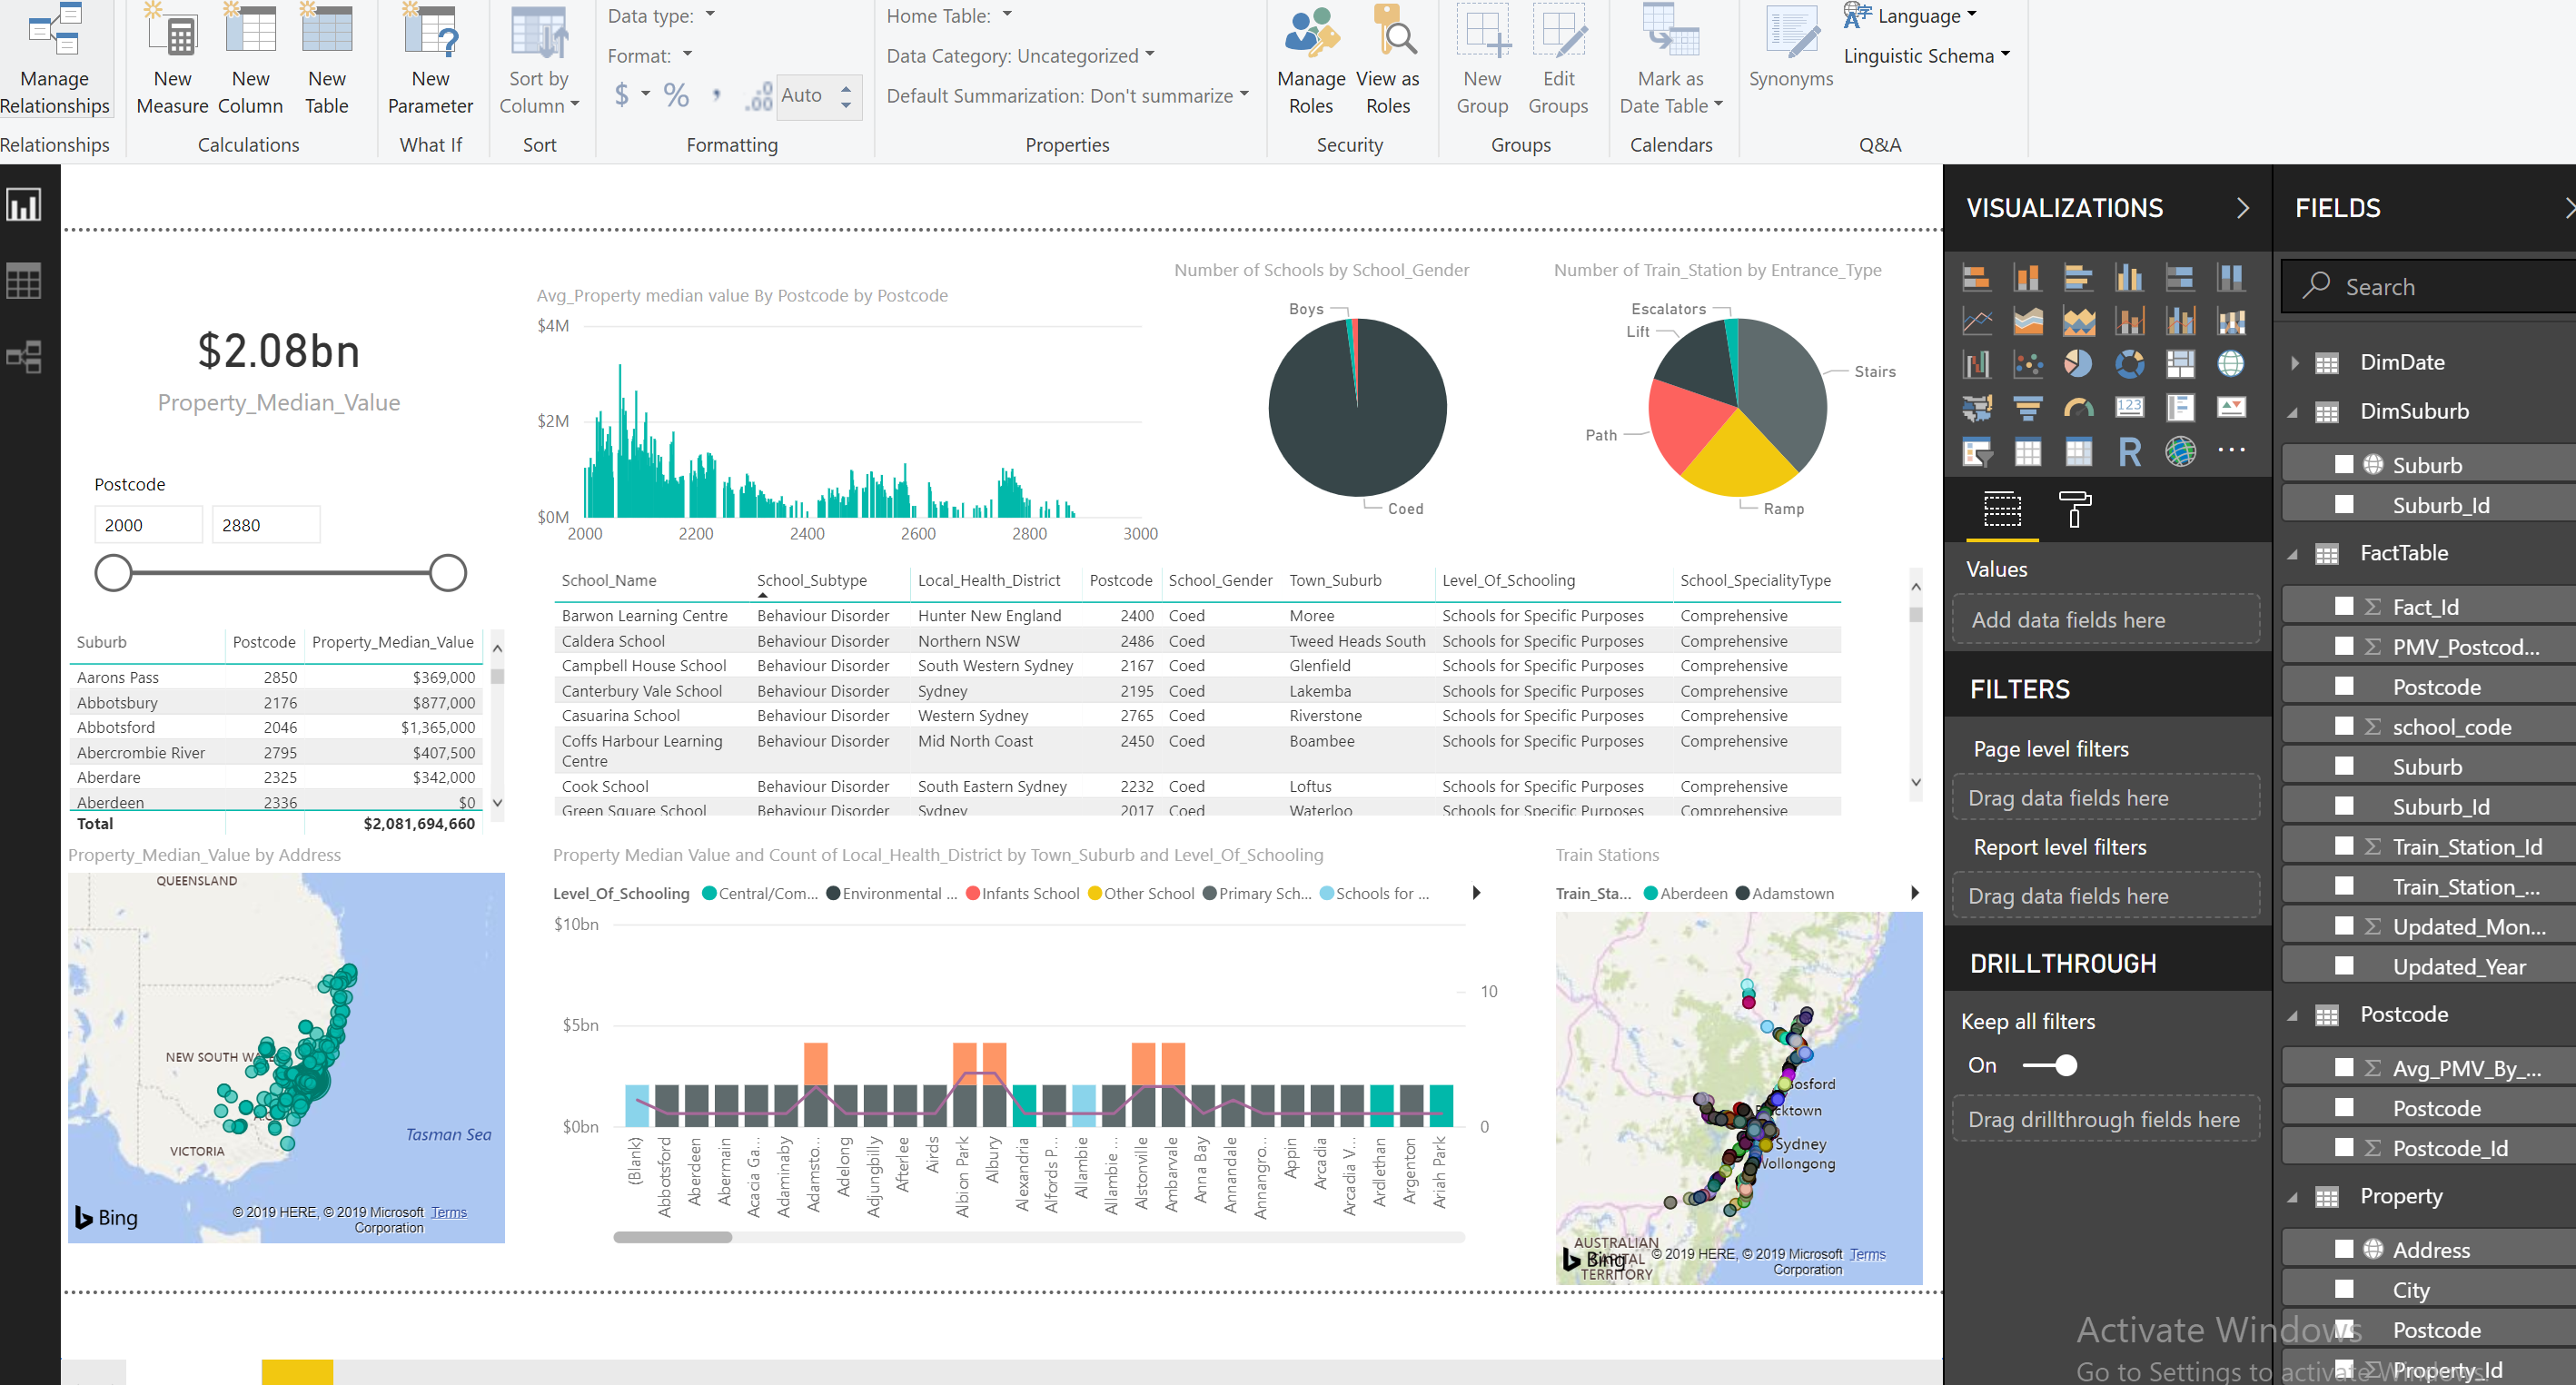 Manage Relationships
New Measure
New Column
New Table
New Parameter
Sort by Column
Data type:
Format:
$ % , .00 Auto
Home Table:
Data Category: Uncategorized
Default Summarization: Don't summarize
Manage Roles
View as Roles
New Group
Edit Groups
Mark as Date Table
Synonyms
Language
Linguistic Schema
Relationships
Calculations
What If
Sort
Formatting
Properties
Security
Groups
Calendars
Q&A
$2.08bn
Property_Median_Value
Postcode
2000 2880
Suburb Postcode Property_Median_Value
Aarons Pass 2850 $369,000
Abbotsbury 2176 $877,000
Abbotsford 2046 $1,365,000
Abercrombie River 2795 $407,500
Aberdare 2325 $342,000
Aberdeen 2336 $0
Total $2,081,694,660
Avg_Property median value By Postcode by Postcode
$4M
$2M
$0M
2000 2200 2400 2600 2800 3000
Number of Schools by School_Gender
Boys
Coed
Number of Train_Station by Entrance_Type
Escalators
Lift
Stairs
Path
Ramp
School_Name School_Subtype Local_Health_District Postcode School_Gender Town_Suburb Level_Of_Schooling School_SpecialityType
Barwon Learning Centre Behaviour Disorder Hunter New England 2400 Coed Moree Schools for Specific Purposes Comprehensive
Caldera School Behaviour Disorder Northern NSW 2486 Coed Tweed Heads South Schools for Specific Purposes Comprehensive
Campbell House School Behaviour Disorder South Western Sydney 2167 Coed Glenfield Schools for Specific Purposes Comprehensive
Canterbury Vale School Behaviour Disorder Sydney 2195 Coed Lakemba Schools for Specific Purposes Comprehensive
Casuarina School Behaviour Disorder Western Sydney 2765 Coed Riverstone Schools for Specific Purposes Comprehensive
Coffs Harbour Learning Behaviour Disorder Mid North Coast 2450 Coed Boambee Schools for Specific Purposes Comprehensive
Centre
Cook School Behaviour Disorder South Eastern Sydney 2232 Coed Loftus Schools for Specific Purposes Comprehensive
Green Square School Behaviour Disorder Sydney 2017 Coed Waterloo Schools for Specific Purposes Comprehensive
Property_Median_Value by Address
QUEENSLAND
NEW SOUTH WALES
VICTORIA
Tasman Sea
Bing
© 2019 HERE, © 2019 Microsoft Corporation Terms
Property Median Value and Count of Local_Health_District by Town_Suburb and Level_Of_Schooling
Level_Of_Schooling Central/Com... Environmental ... Infants School Other School Primary Sch... Schools for ...
$10bn
$5bn
$0bn
10
0
(Blank)
Abbotsford
Aberdeen
Abermain
Acacia Ga...
Adaminaby
Adamsto...
Adelong
Adjungbilly
Afterlee
Airds
Albion Park
Albury
Alexandria
Alfords P...
Allambie
Allambie ...
Alstonville
Ambarvale
Anna Bay
Annandale
Annangro...
Appin
Arcadia
Arcadia V...
Ardlethan
Argenton
Ariah Park
Train Stations
Train_Sta... Aberdeen Adamstown
Sydney
AUSTRALIAN
CAPITAL
TERRITORY
Bing
© 2019 HERE, © 2019 Microsoft Corporation Terms
VISUALIZATIONS
123
R
...
Values
Add data fields here
FILTERS
Page level filters
Drag data fields here
Report level filters
Drag data fields here
DRILLTHROUGH
Keep all filters
On
Drag drillthrough fields here
FIELDS
Search
DimDate
DimSuburb
Suburb
Suburb_Id
FactTable
Fact_Id
PMV_Postcod...
Postcode
school_code
Suburb
Suburb_Id
Train_Station_Id
Train_Station_...
Updated_Mon...
Updated_Year
Postcode
Avg_PMV_By_...
Postcode
Postcode_Id
Property
Address
City
Postcode
Property_Id
Activate Windows
Go to Settings to activate Windows.